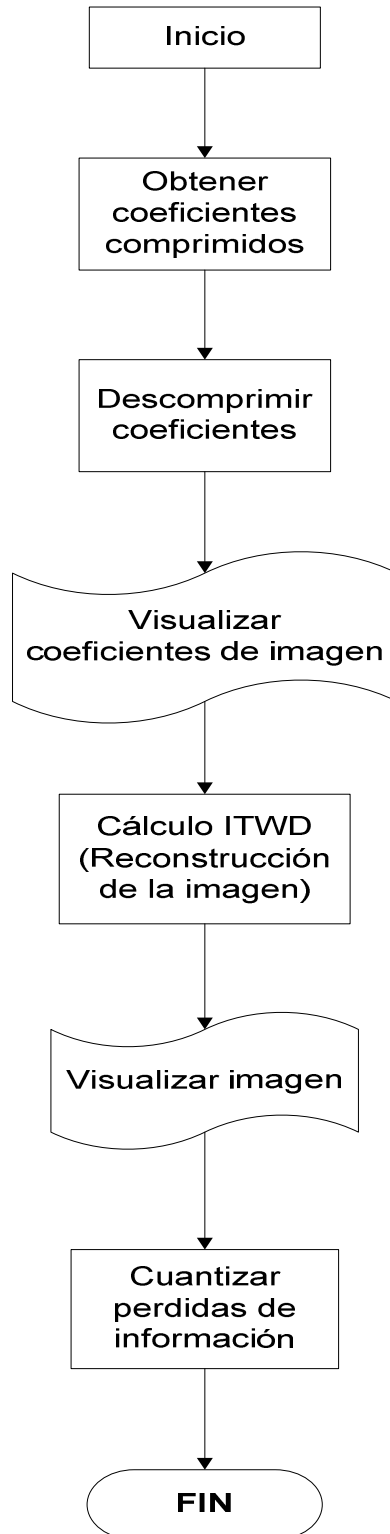 Inicio
Obtener
coeficientes
comprimidos
Descomprimir
coeficientes
Visualizar
coeficientes de imagen
Cálculo ITWD
(Reconstrucción
de la imagen)
Visualizar imagen
Cuantizar
perdidas de
información
FIN